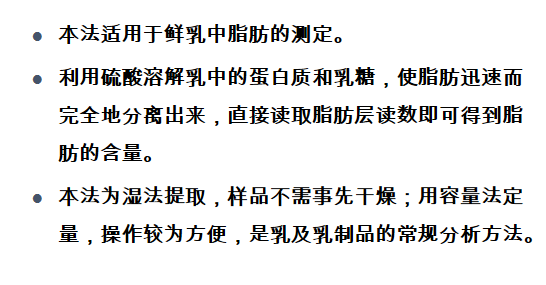 ● 本法适用于鲜乳中脂肪的测定。
● 利用硫酸溶解乳中的蛋白质和乳糖，使脂肪迅速而
完全地分离出来，直接读取脂肪层读数即可得到脂
肪的含量。
● 本法为湿法提取，样品不需事先干燥；用容量法定
量，操作较为方便，是乳及乳制品的常规分析方法。